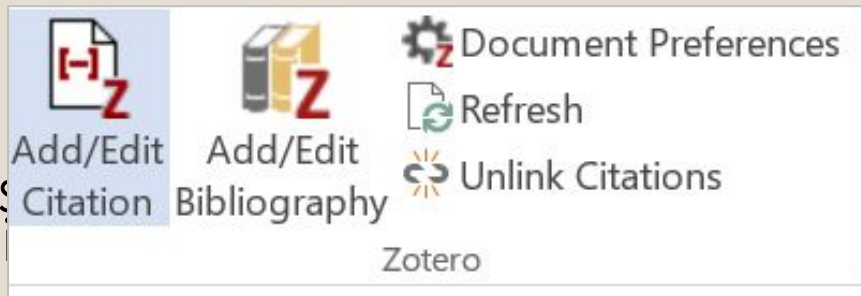 Add/Edit
Citation
Add/Edit
Bibliography
Document Preferences
Refresh
Unlink Citations
Zotero